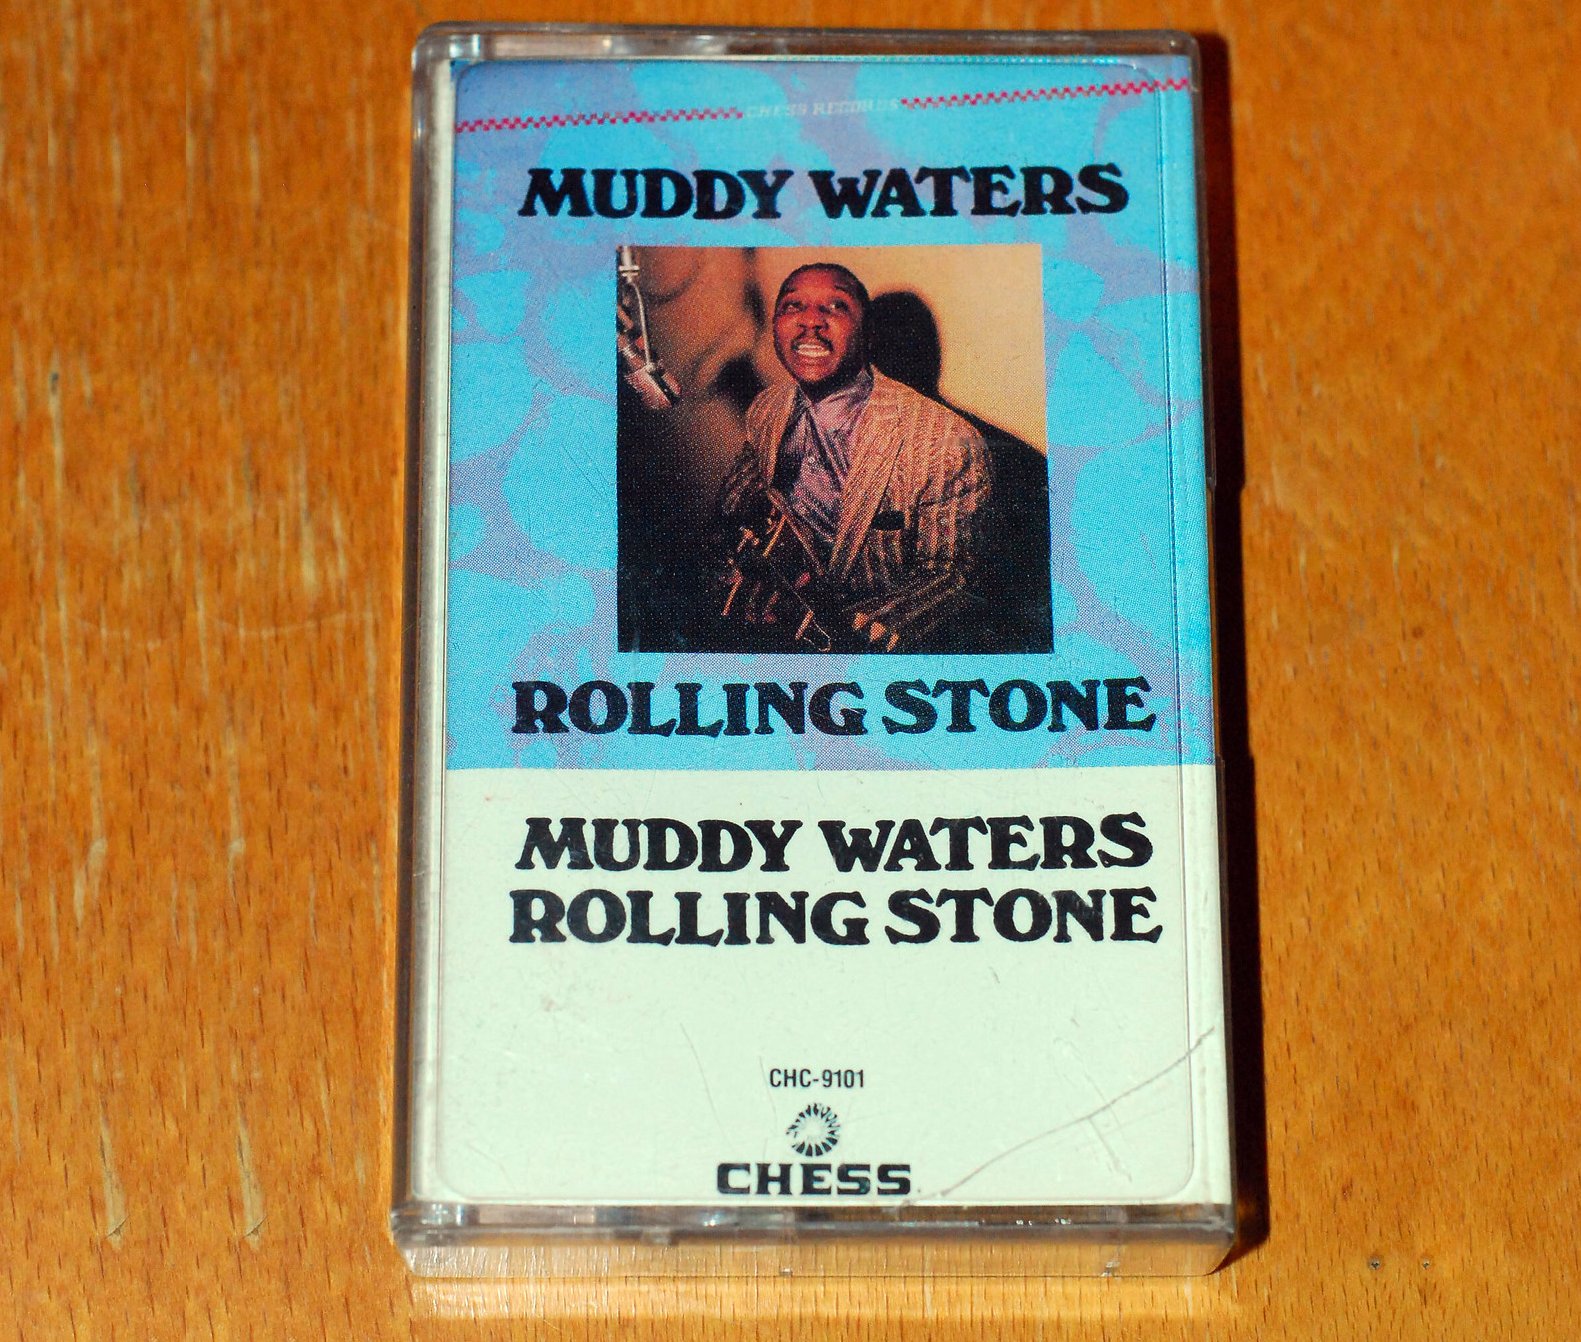 CHESS RECORDS
MUDDY WATERS
ROLLING STONE
MUDDY WATERS
ROLLING STONE
CHC-9101
CHESS